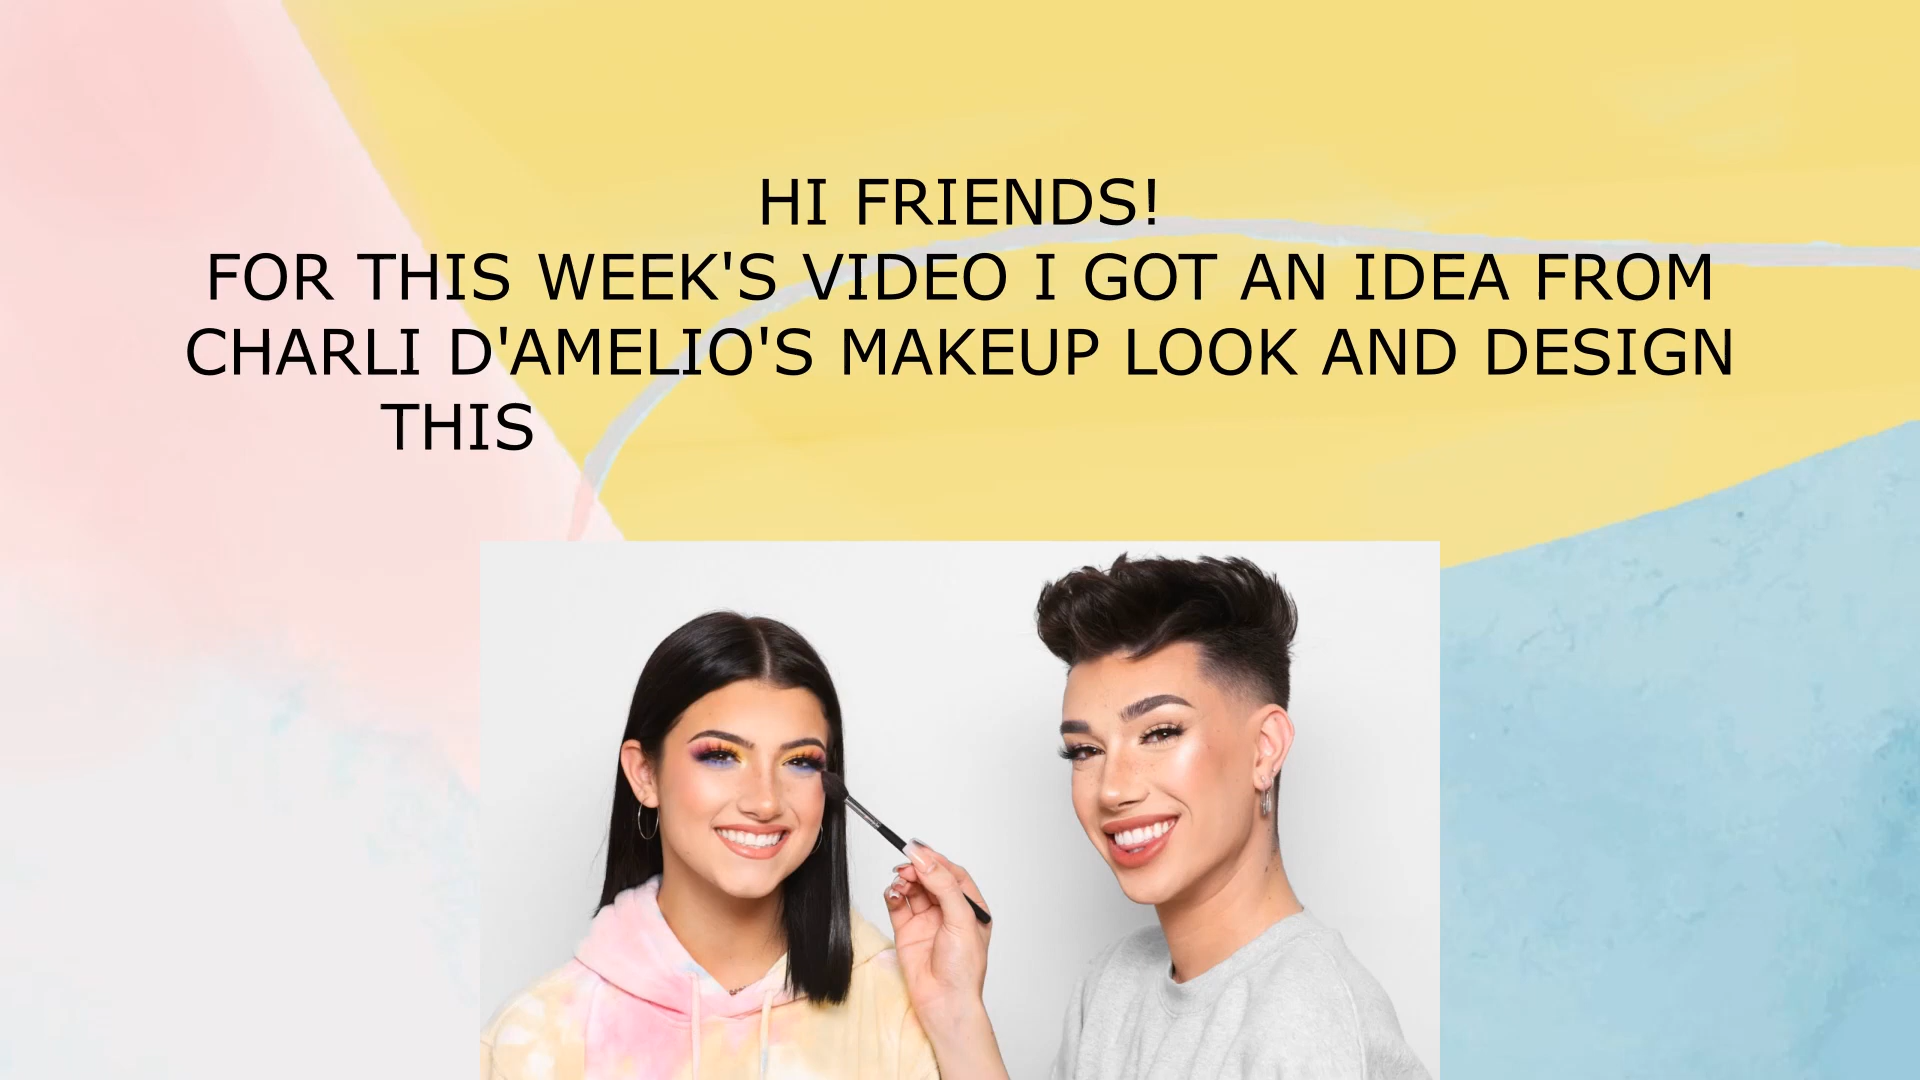 HI FRIENDS!
FOR THIS WEEK'S VIDEO I GOT AN IDEA FROM
CHARLI D'AMELIO'S MAKEUP LOOK AND DESIGN
THIS